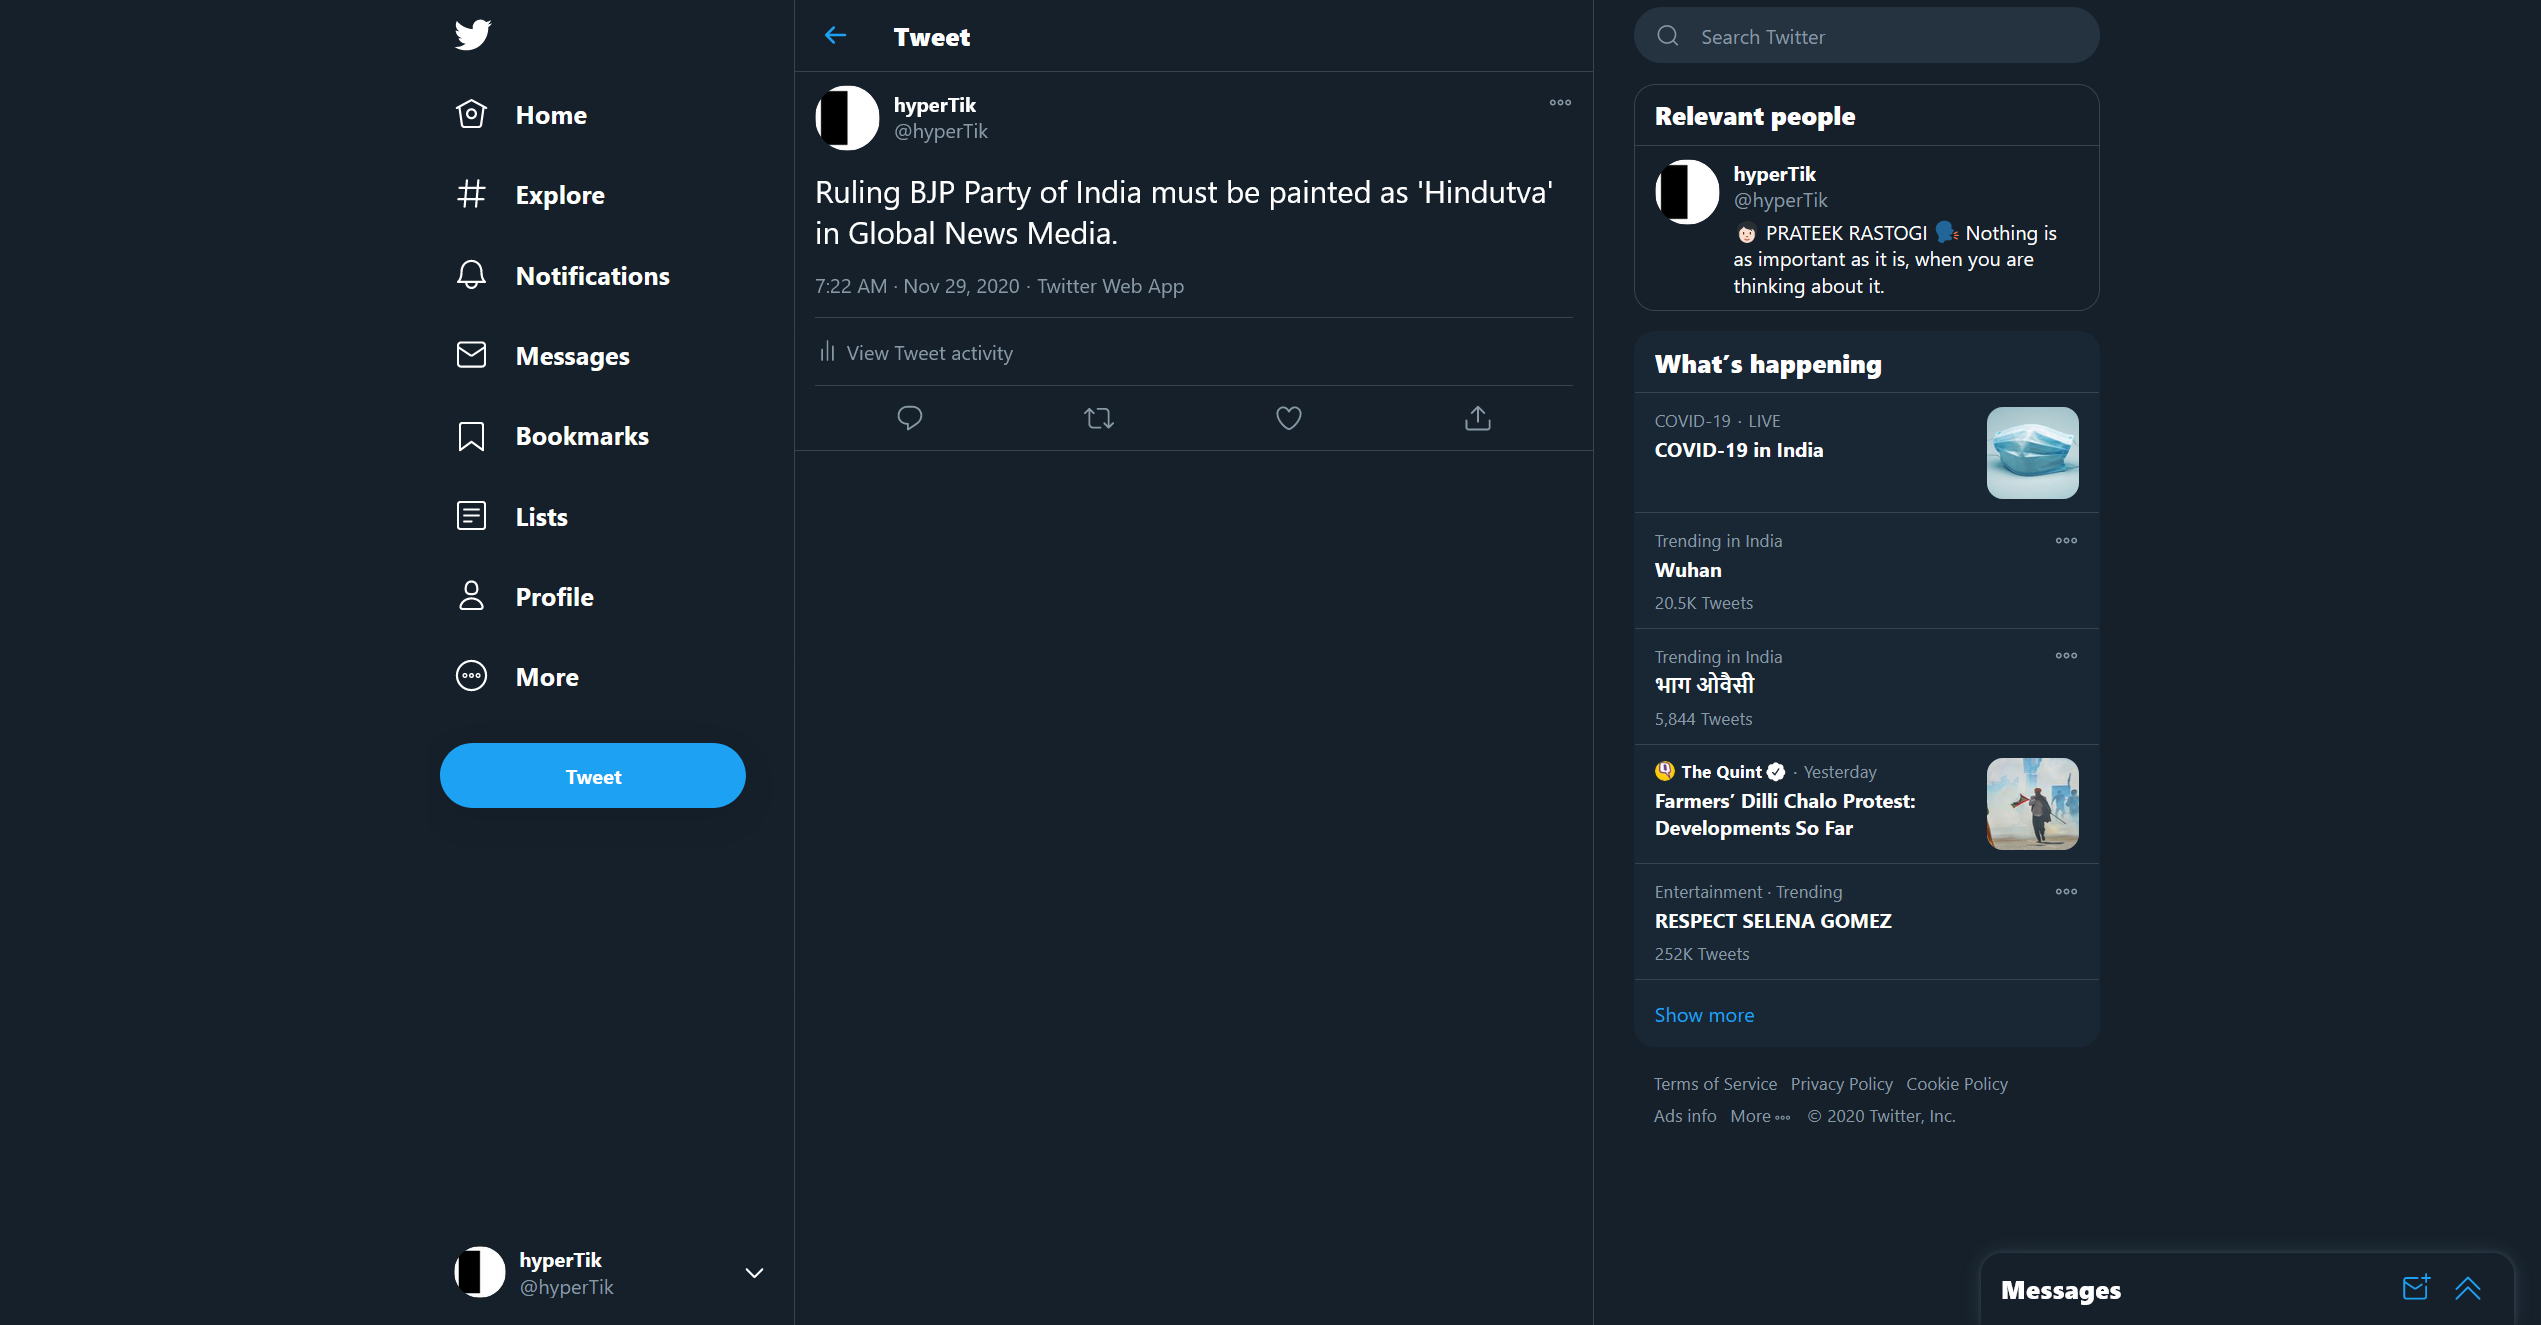 Home
Explore
Notifications
Messages
Bookmarks
Lists
Profile
More
Tweet
hyperTik
@hyperTik
Tweet
hyperTik
@hyperTik
Ruling BJP Party of India must be painted as 'Hindutva'
in Global News Media.
7:22 AM · Nov 29, 2020 · Twitter Web App
View Tweet activity
Search Twitter
Relevant people
hyperTik
@hyperTik
PRATEEK RASTOGI Nothing is
as important as it is, when you are
thinking about it.
What's happening
COVID-19 · LIVE
COVID-19 in India
Trending in India
Wuhan
20.5K Tweets
Trending in India
भाग ओवैसी
5,844 Tweets
The Quint · Yesterday
Farmers’ Dilli Chalo Protest:
Developments So Far
Entertainment · Trending
RESPECT SELENA GOMEZ
252K Tweets
Show more
Terms of Service Privacy Policy Cookie Policy
Ads info More © 2020 Twitter, Inc.
Messages